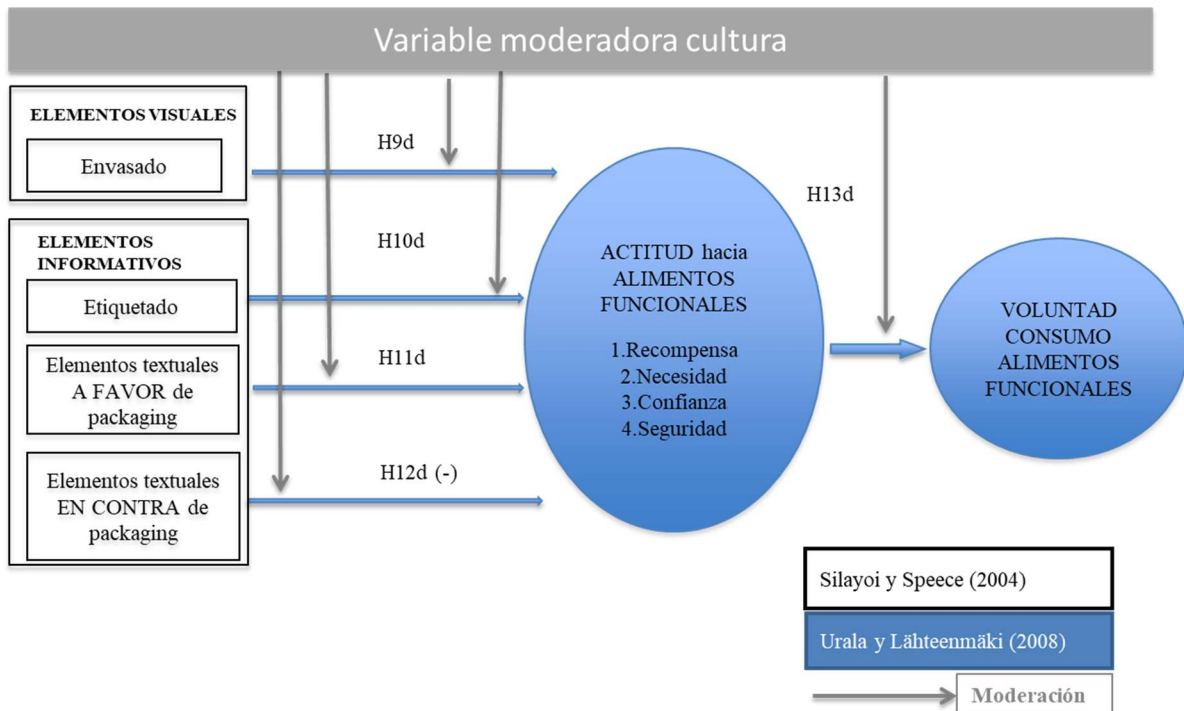 Variable moderadora cultura
ELEMENTOS VISUALES
Envasado
H9d
ELEMENTOS
INFORMATIVOS
Etiquetado
H10d
Elementos textuales
A FAVOR de
packaging
H11d
Elementos textuales
EN CONTRA de
packaging
H12d (-)
ACTITUD hacia
ALIMENTOS
FUNCIONALES
1.Recompensa
2.Necesidad
3.Confianza
4.Seguridad
H13d
VOLUNTAD
CONSUMO
ALIMENTOS
FUNCIONALES
Silayoi y Speece (2004)
Urala y Lähteenmäki (2008)
Moderación